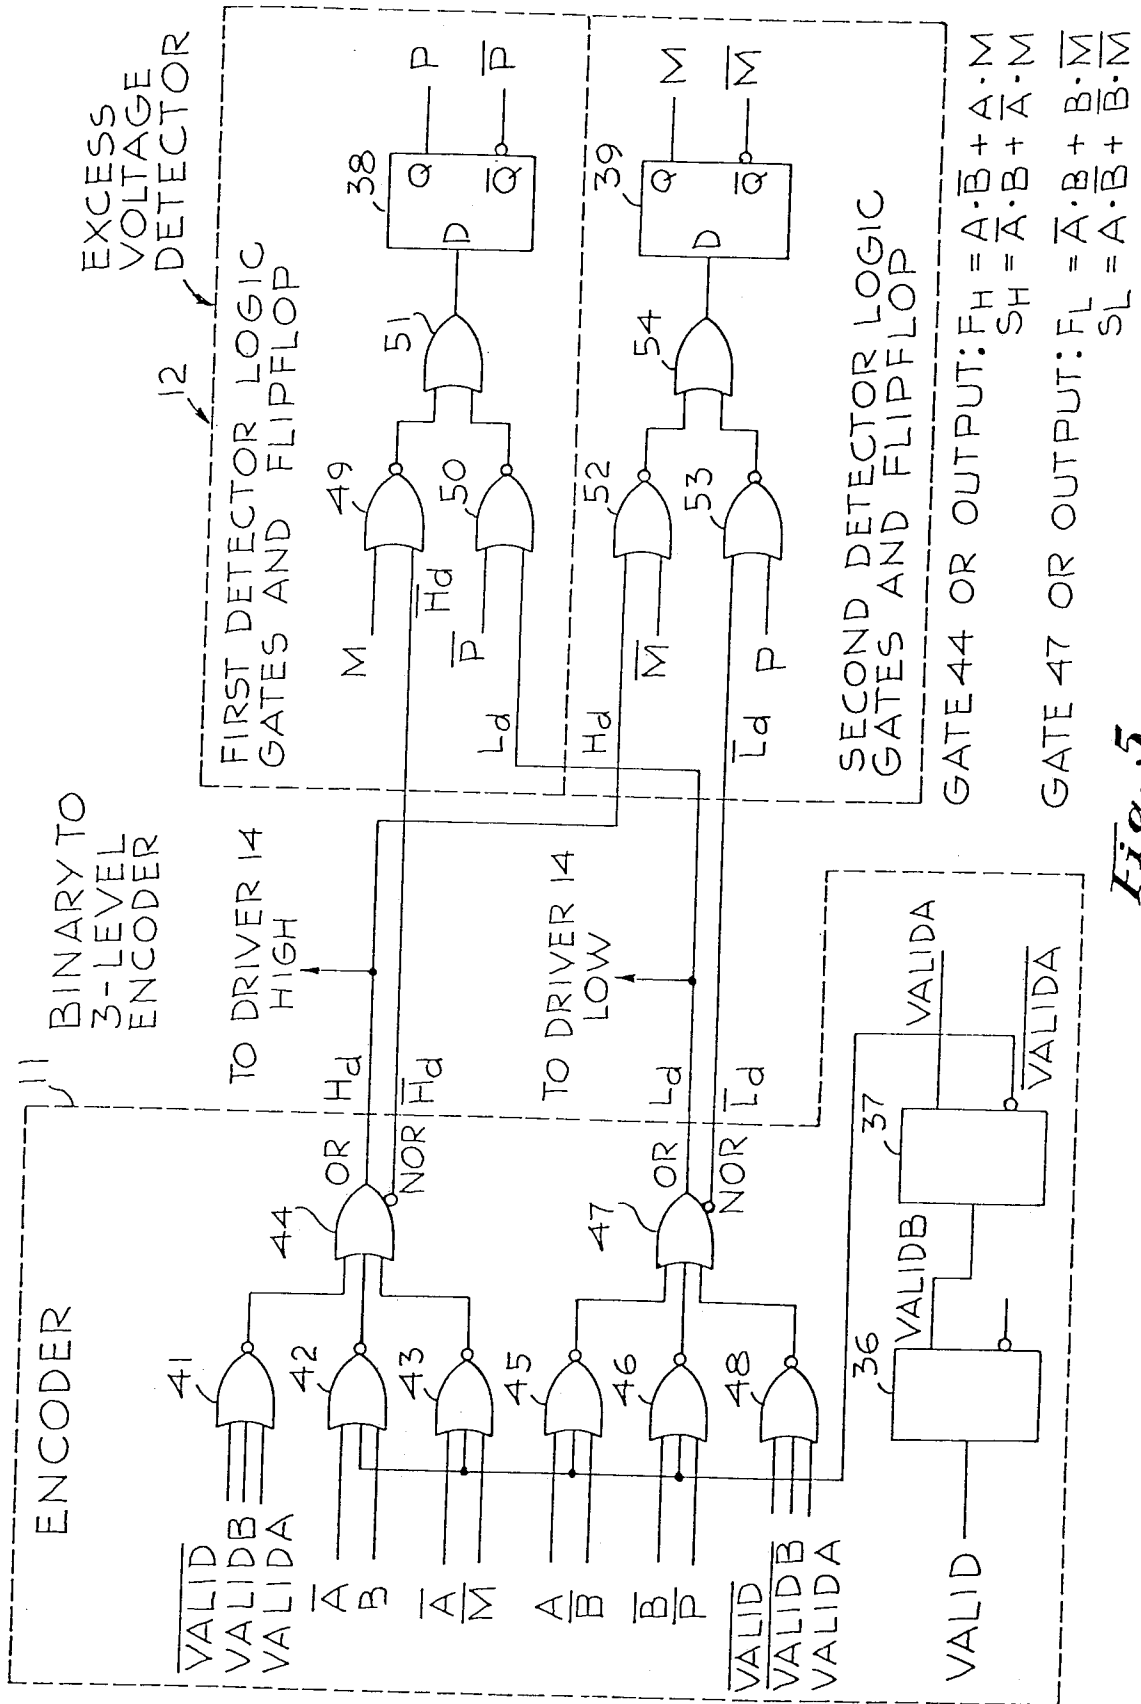 ENCODER
11
BINARY TO
3-LEVEL
ENCODER
12
EXCESS
VOLTAGE
DETECTOR
FIRST DETECTOR LOGIC
GATES AND FLIPFLOP
V̅A̅L̅I̅D̅
VALIDB
VALIDA
41
A̅
B
42
A̅
M̅
43
44
OR
NOR
Hd
H̅d
TO DRIVER 14
HIGH
M
H̅d
49
P̅
Ld
50
51
D
38
Q
Q̅
P
P̅
A
B̅
45
B̅
P̅
46
V̅A̅L̅I̅D̅
V̅A̅L̅I̅D̅B̅
VALIDA
48
47
OR
NOR
Ld
L̅d
TO DRIVER 14
LOW
Hd
M̅
52
L̅d
P
53
54
D
39
Q
Q̅
M
M̅
SECOND DETECTOR LOGIC
GATES AND FLIPFLOP
VALID
36
VALIDB
37
VALIDA
V̅A̅L̅I̅D̅A̅
GATE 44 OR OUTPUT: FH = A·B̅ + A·M
SH = A̅·B + A̅·M
GATE 47 OR OUTPUT: FL = A̅·B + B·M̅
SL = A·B̅ + B̅·M̅
Fig. 5